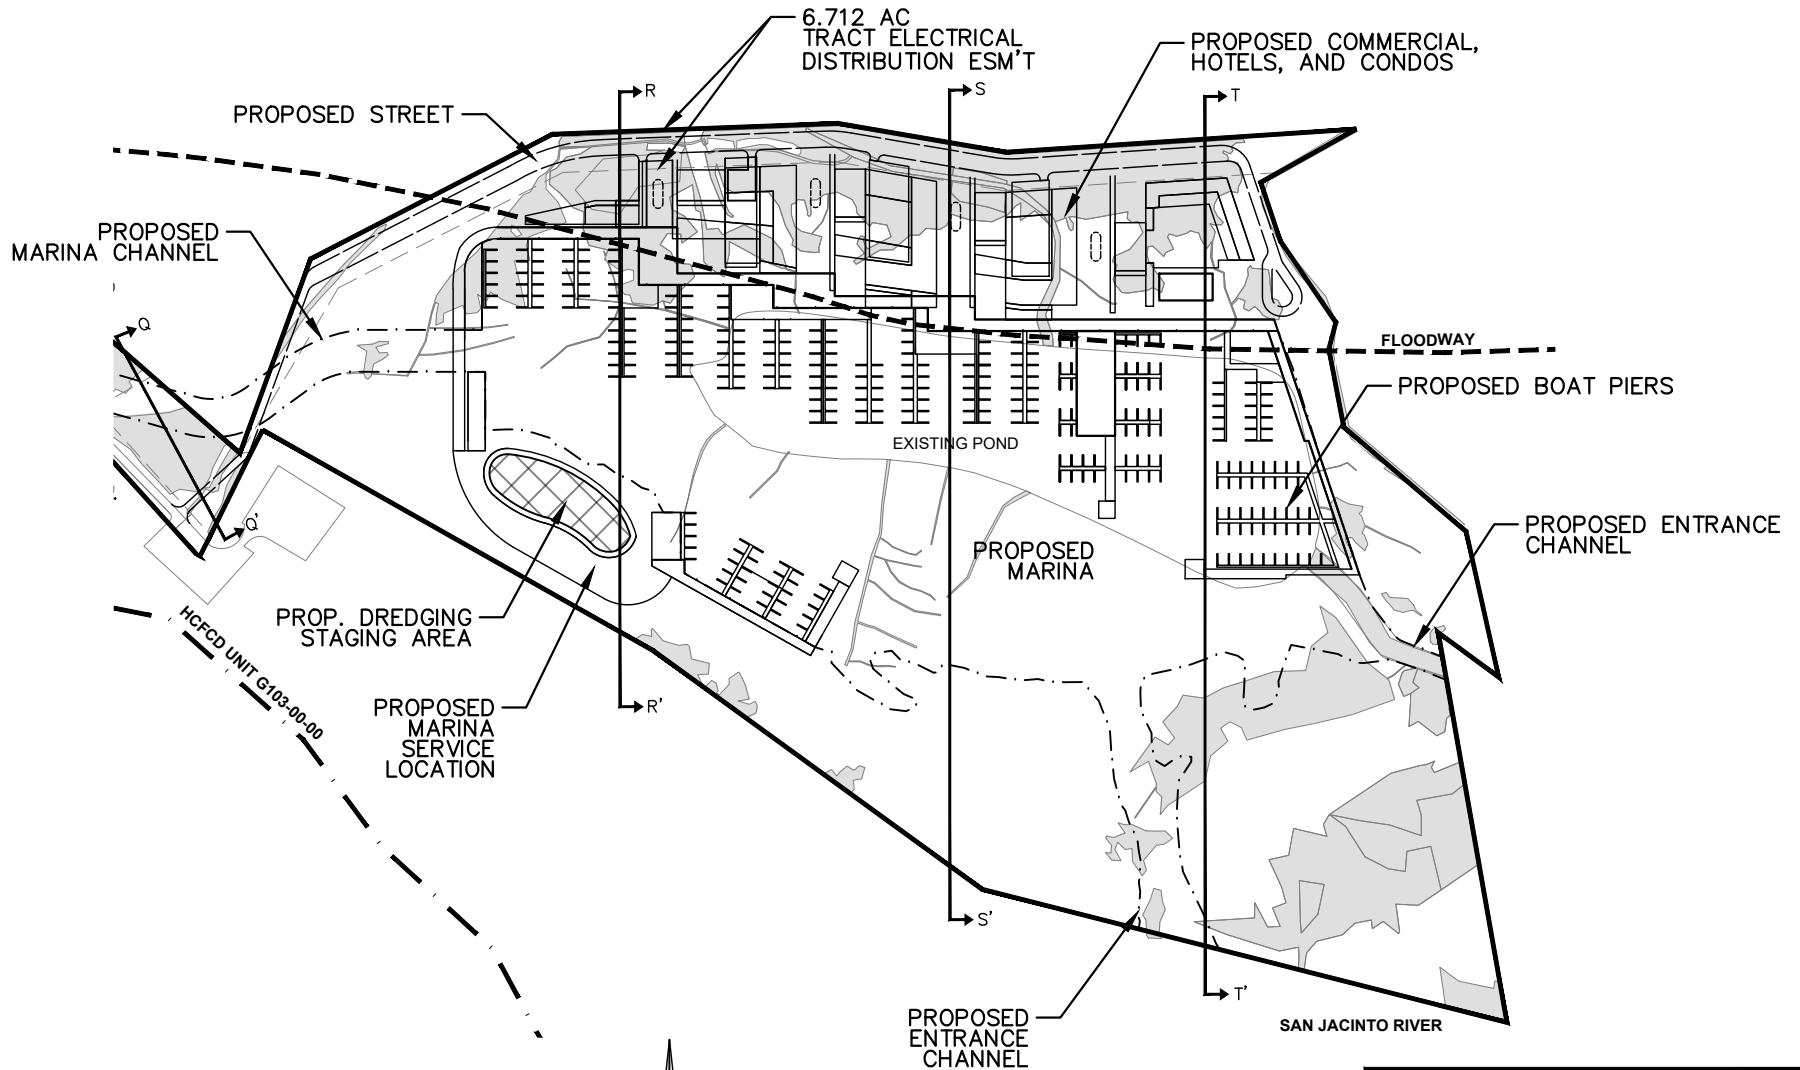 6.712 AC
TRACT ELECTRICAL
DISTRIBUTION ESM'T
PROPOSED COMMERCIAL,
HOTELS, AND CONDOS
R
S
T
PROPOSED STREET
PROPOSED
MARINA CHANNEL
Q
FLOODWAY
PROPOSED BOAT PIERS
EXISTING POND
Q'
PROPOSED ENTRANCE
CHANNEL
PROPOSED
MARINA
PROP. DREDGING
STAGING AREA
HCFCD UNIT G103-00-00
PROPOSED
MARINA
SERVICE
LOCATION
R'
S'
T'
PROPOSED
ENTRANCE
CHANNEL
SAN JACINTO RIVER